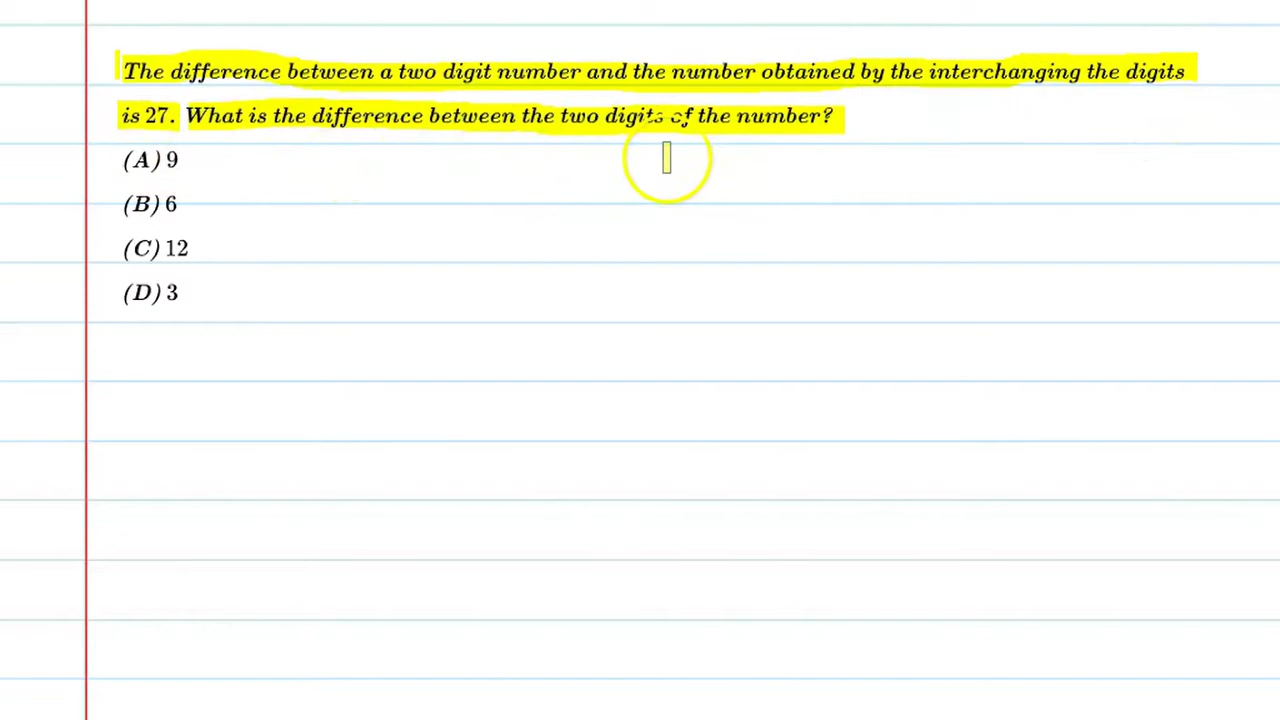 The difference between a two digit number and the number obtained by the interchanging the digits
is 27. What is the difference between the two digits of the number?
(A) 9
(B) 6
(C) 12
(D) 3